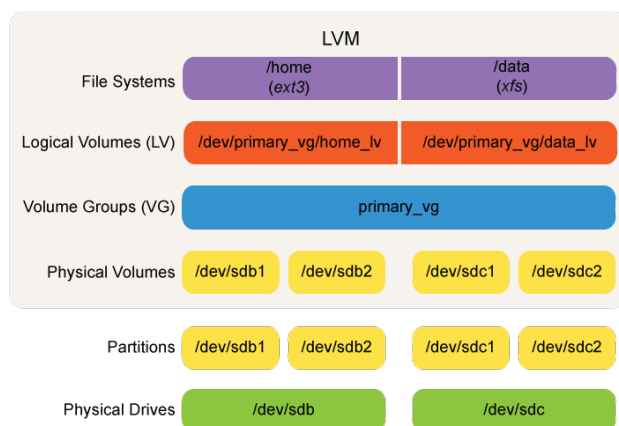 LVM
File Systems
/home
(ext3)
/data
(xfs)
Logical Volumes (LV)
/dev/primary_vg/home_lv
/dev/primary_vg/data_lv
Volume Groups (VG)
primary_vg
Physical Volumes
/dev/sdb1
/dev/sdb2
/dev/sdc1
/dev/sdc2
Partitions
/dev/sdb1
/dev/sdb2
/dev/sdc1
/dev/sdc2
Physical Drives
/dev/sdb
/dev/sdc